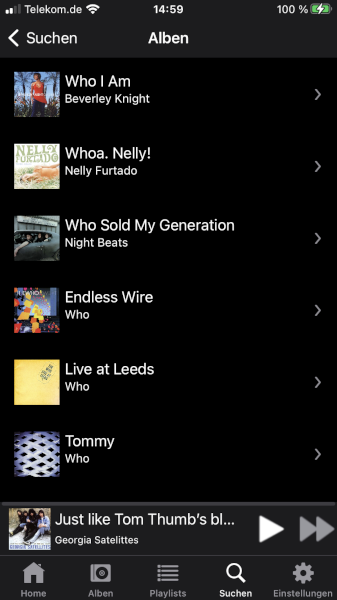 Telekom.de 14:59 100 %
Suchen Alben
Who I Am
Beverley Knight
NELLY
FURTADO
Whoa. Nelly!
Nelly Furtado
Who Sold My Generation
Night Beats
Endless Wire
Who
Live at Leeds
Who
Tommy
Who
Just like Tom Thumb's bl...
Georgia Satelittes
GEORGIA SATELLITES
Home Alben Playlists Suchen Einstellungen